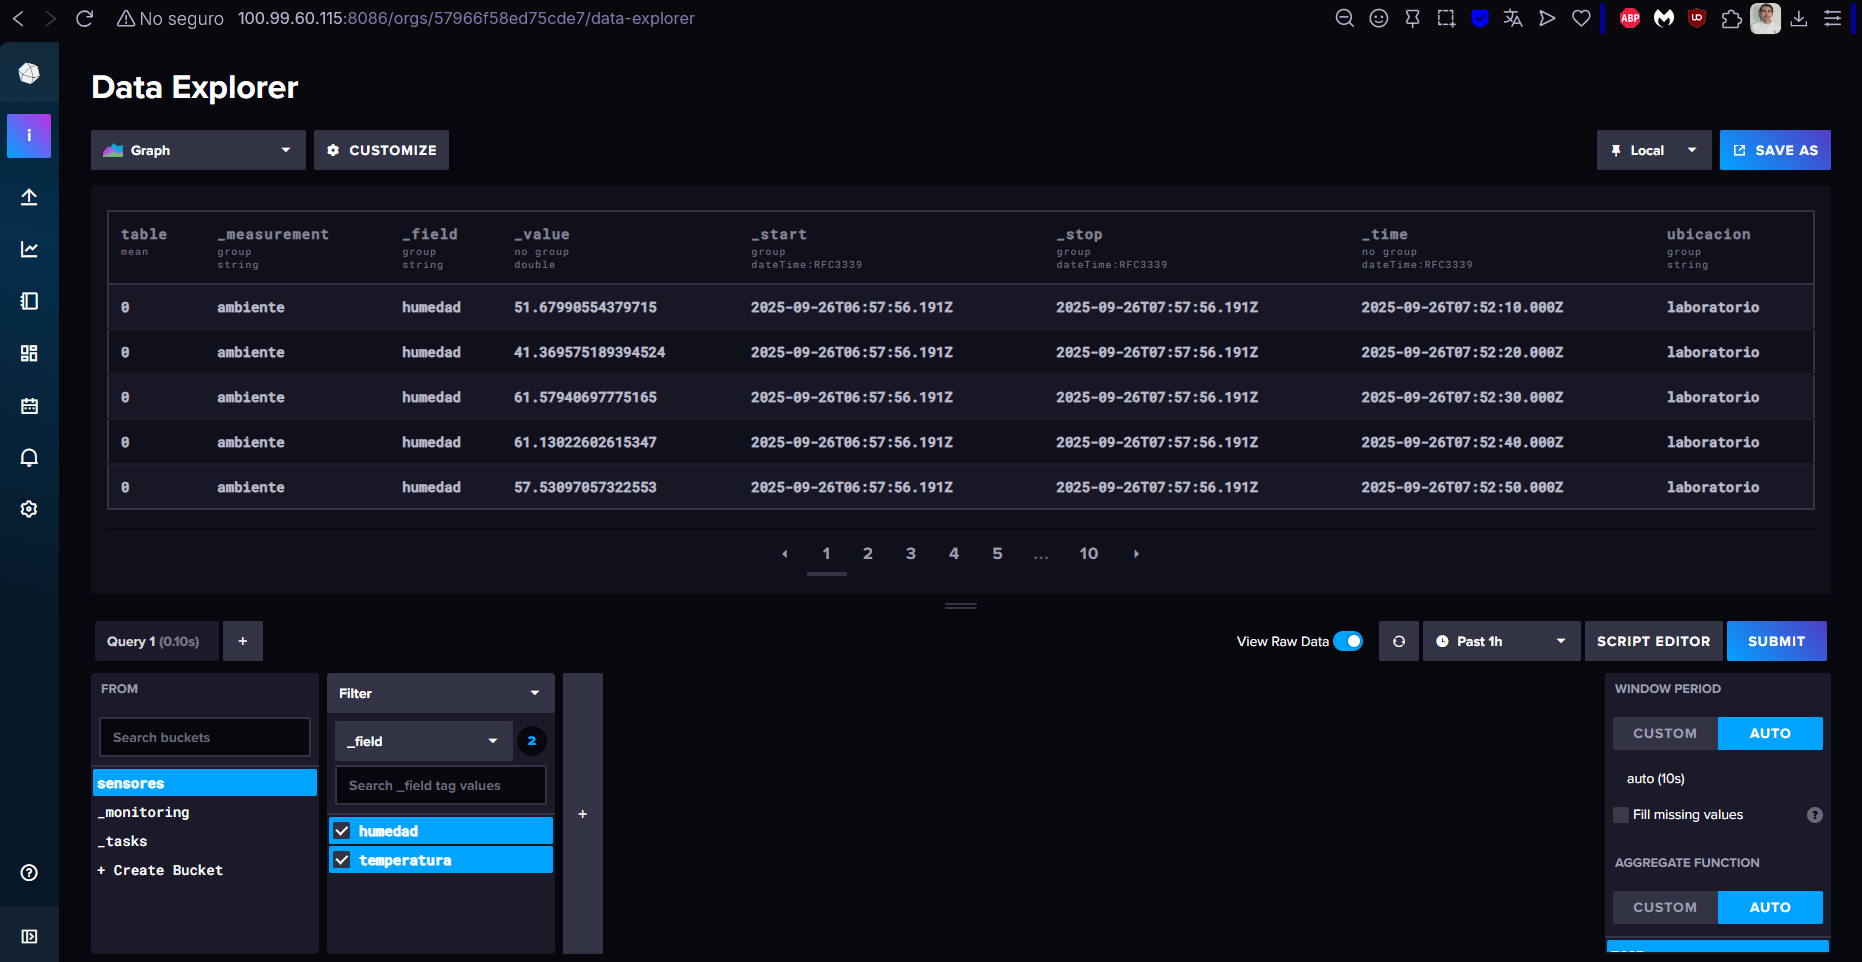 No seguro 100.99.60.115:8086/orgs/57966f58ed75cde7/data-explorer
ABP
Data Explorer
i
Graph
CUSTOMIZE
Local
SAVE AS
table _measurement _field _value _start _stop _time ubicacion
mean group group no group group group no group group
string string double dateTime:RFC3339 dateTime:RFC3339 dateTime:RFC3339 string
0 ambiente humedad 51.67990554379715 2025-09-26T06:57:56.191Z 2025-09-26T07:57:56.191Z 2025-09-26T07:52:10.000Z laboratorio
0 ambiente humedad 41.369575189394524 2025-09-26T06:57:56.191Z 2025-09-26T07:57:56.191Z 2025-09-26T07:52:20.000Z laboratorio
0 ambiente humedad 61.57940697775165 2025-09-26T06:57:56.191Z 2025-09-26T07:57:56.191Z 2025-09-26T07:52:30.000Z laboratorio
0 ambiente humedad 61.13022602615347 2025-09-26T06:57:56.191Z 2025-09-26T07:57:56.191Z 2025-09-26T07:52:40.000Z laboratorio
0 ambiente humedad 57.53097057322553 2025-09-26T06:57:56.191Z 2025-09-26T07:57:56.191Z 2025-09-26T07:52:50.000Z laboratorio
1 2 3 4 5 ... 10
Query 1 (0.10s)
+
View Raw Data
Past 1h
SCRIPT EDITOR
SUBMIT
FROM
Search buckets
sensores
_monitoring
_tasks
+ Create Bucket
Filter
_field
2
Search _field tag values
humedad
temperatura
+
WINDOW PERIOD
CUSTOM AUTO
auto (10s)
Fill missing values
?
AGGREGATE FUNCTION
CUSTOM AUTO